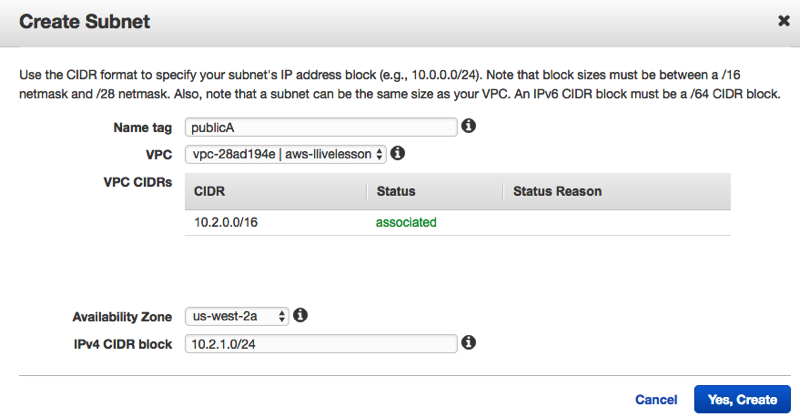 Create Subnet
Use the CIDR format to specify your subnet's IP address block (e.g., 10.0.0.0/24). Note that block sizes must be between a /16
netmask and /28 netmask. Also, note that a subnet can be the same size as your VPC. An IPv6 CIDR block must be a /64 CIDR block.
Name tag publicA
VPC vpc-28ad194e | aws-llivelesson
VPC CIDRs
CIDR Status Status Reason
10.2.0.0/16 associated
Availability Zone us-west-2a
IPv4 CIDR block 10.2.1.0/24
Cancel Yes, Create